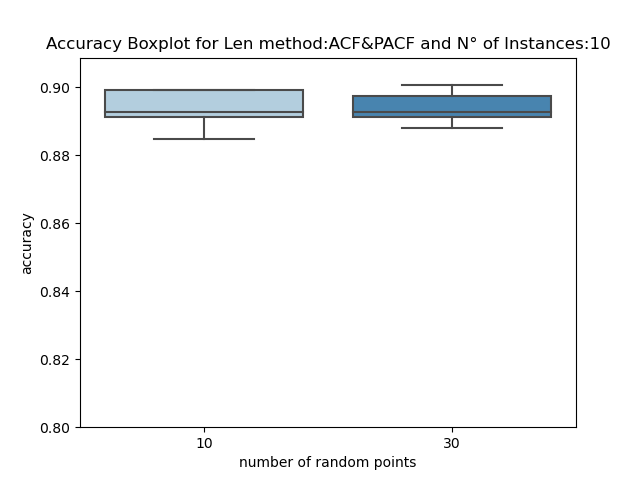 Accuracy Boxplot for Len method:ACF&PACF and N° of Instances:10
0.90
0.88
0.86
0.84
0.82
0.80
accuracy
10
30
number of random points